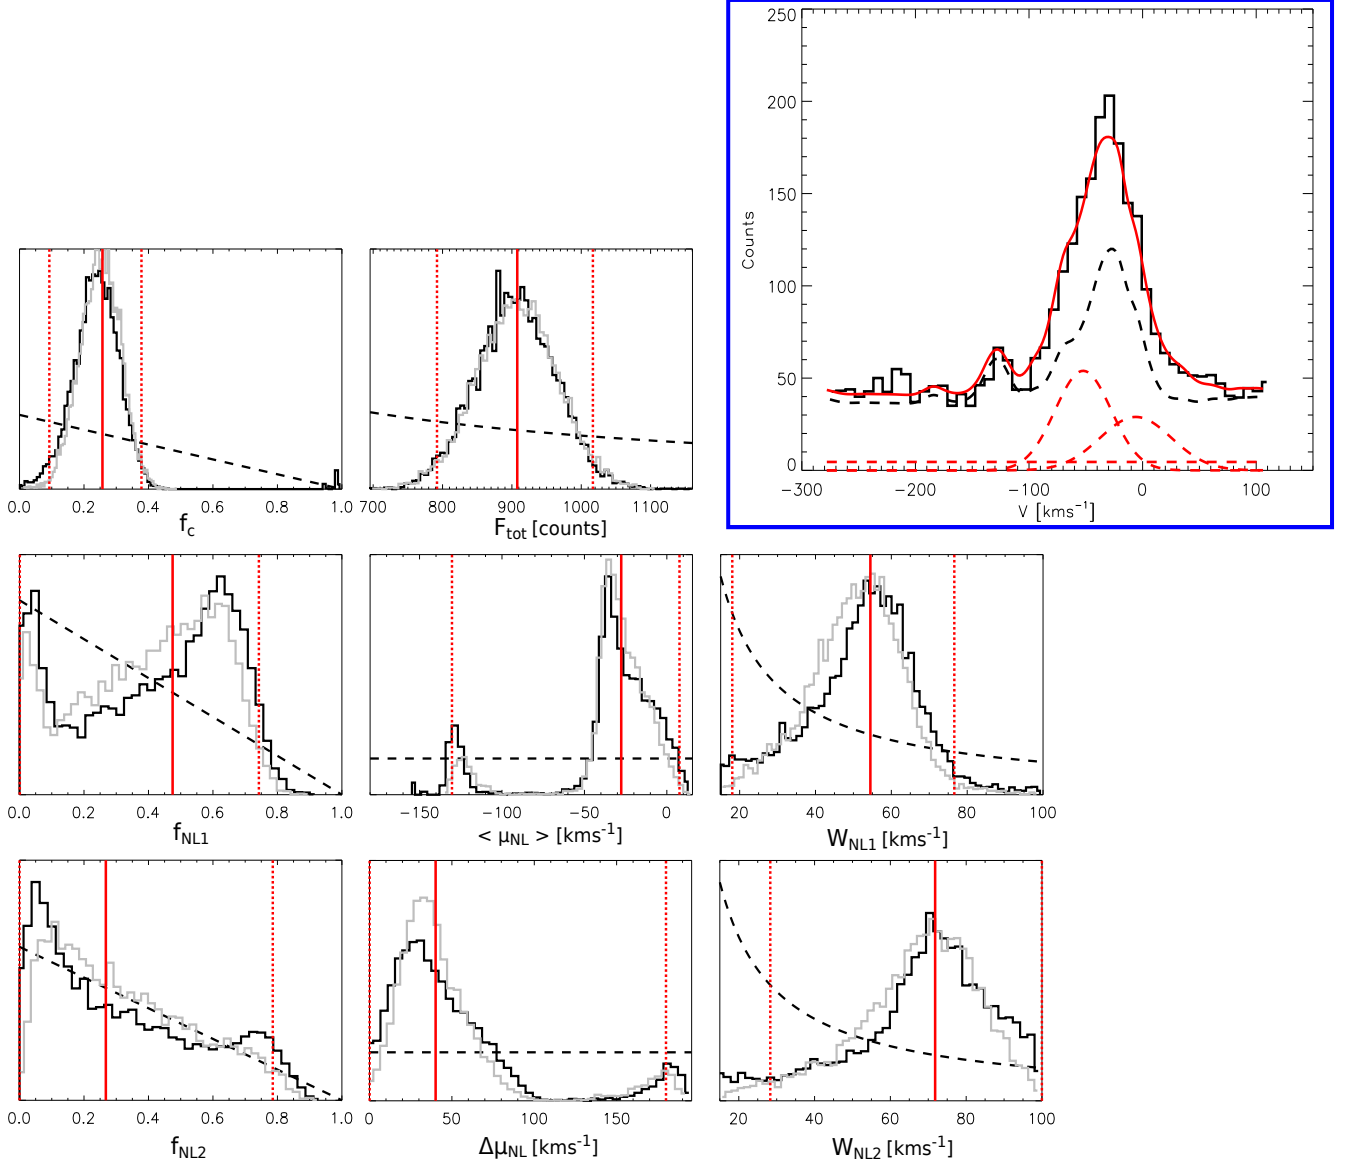 250
200
150
100
50
0
Counts
−300 −200 −100 0 100
V [kms⁻¹]
0.0 0.2 0.4 0.6 0.8 1.0
f_c
700 800 900 1000 1100
F_tot [counts]
0.0 0.2 0.4 0.6 0.8 1.0
f_NL1
−150 −100 −50 0
< μ_NL > [kms⁻¹]
20 40 60 80 100
W_NL1 [kms⁻¹]
0.0 0.2 0.4 0.6 0.8 1.0
f_NL2
0 50 100 150
Δμ_NL [kms⁻¹]
20 40 60 80 100
W_NL2 [kms⁻¹]